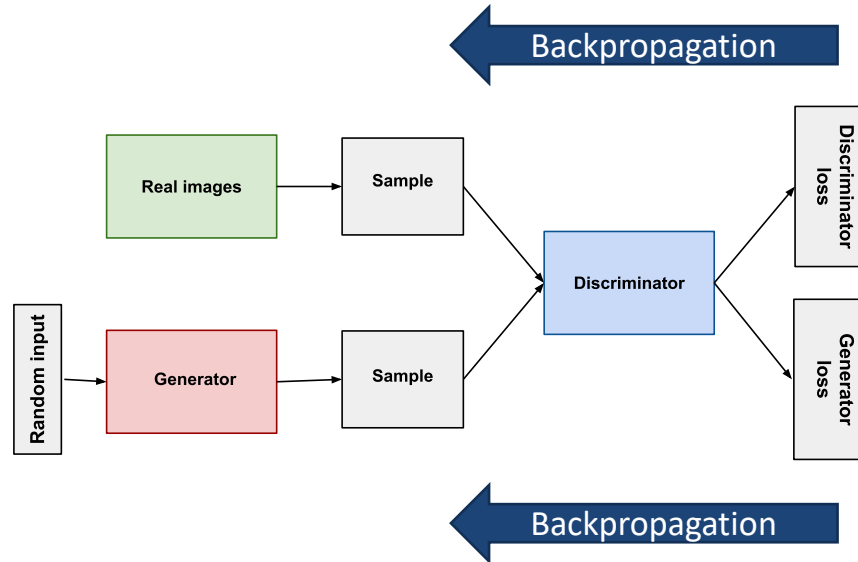 Backpropagation
Real images
Sample
Discriminator
loss
Discriminator
Random input
Generator
Sample
Generator
loss
Backpropagation